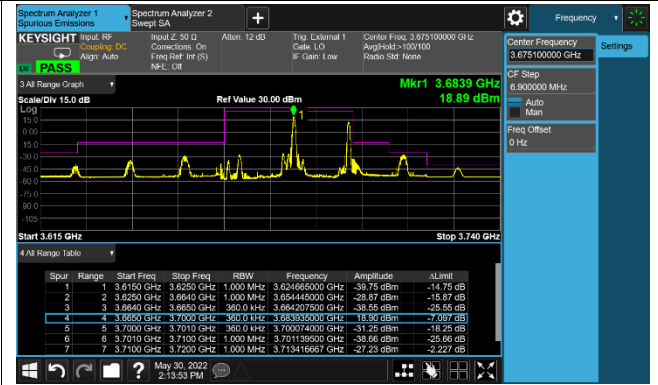 Spectrum Analyzer 1
Spurious Emissions
Spectrum Analyzer 2
Swept SA
Frequency
KEYSIGHT
Input: RF
Coupling: DC
Align: Auto
Input Z: 50 Ω
Corrections: On
Freq Ref: Int (S)
NFE: Off
Atten: 12 dB
Trig: External 1
Gate: LO
IF Gain: Low
Center Freq: 3.675100000 GHz
Avg|Hold:>100/100
Radio Std: None
PASS
Center Frequency
3.675100000 GHz
Settings
CF Step
6.900000 MHz
Auto
Man
Freq Offset
0 Hz
3 All Range Graph
Mkr1 3.6839 GHz
18.89 dBm
Scale/Div 15.0 dB
Ref Value 30.00 dBm
Log
15.0
0.00
-15.0
-30.0
-45.0
-60.0
-75.0
-90.0
-105
1
Start 3.615 GHz
Stop 3.740 GHz
4 All Range Table
Spur Range Start Freq Stop Freq RBW Frequency Amplitude ΔLimit
1 1 3.6150 GHz 3.6250 GHz 1.000 MHz 3.624665000 GHz -39.75 dBm -14.75 dB
2 2 3.6250 GHz 3.6640 GHz 1.000 MHz 3.654445000 GHz -28.87 dBm -15.87 dB
3 3 3.6640 GHz 3.6650 GHz 360.0 kHz 3.664207500 GHz -38.55 dBm -25.55 dB
4 4 3.6650 GHz 3.7000 GHz 360.0 kHz 3.683935000 GHz 18.90 dBm -7.097 dB
5 5 3.7000 GHz 3.7010 GHz 360.0 kHz 3.700074000 GHz -31.25 dBm -18.25 dB
6 6 3.7010 GHz 3.7100 GHz 1.000 MHz 3.701139500 GHz -38.66 dBm -25.66 dB
7 7 3.7100 GHz 3.7200 GHz 1.000 MHz 3.713416667 GHz -27.23 dBm -2.227 dB
May 30, 2022
2:13:53 PM